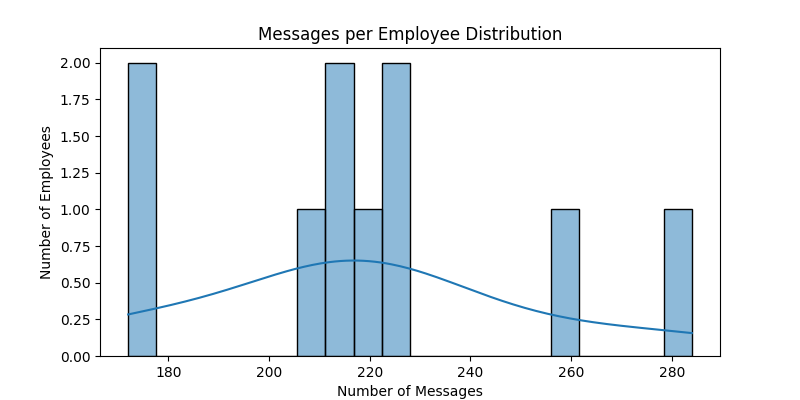 Messages per Employee Distribution
Number of Employees
2.00
1.75
1.50
1.25
1.00
0.75
0.50
0.25
0.00
180 200 220 240 260 280
Number of Messages